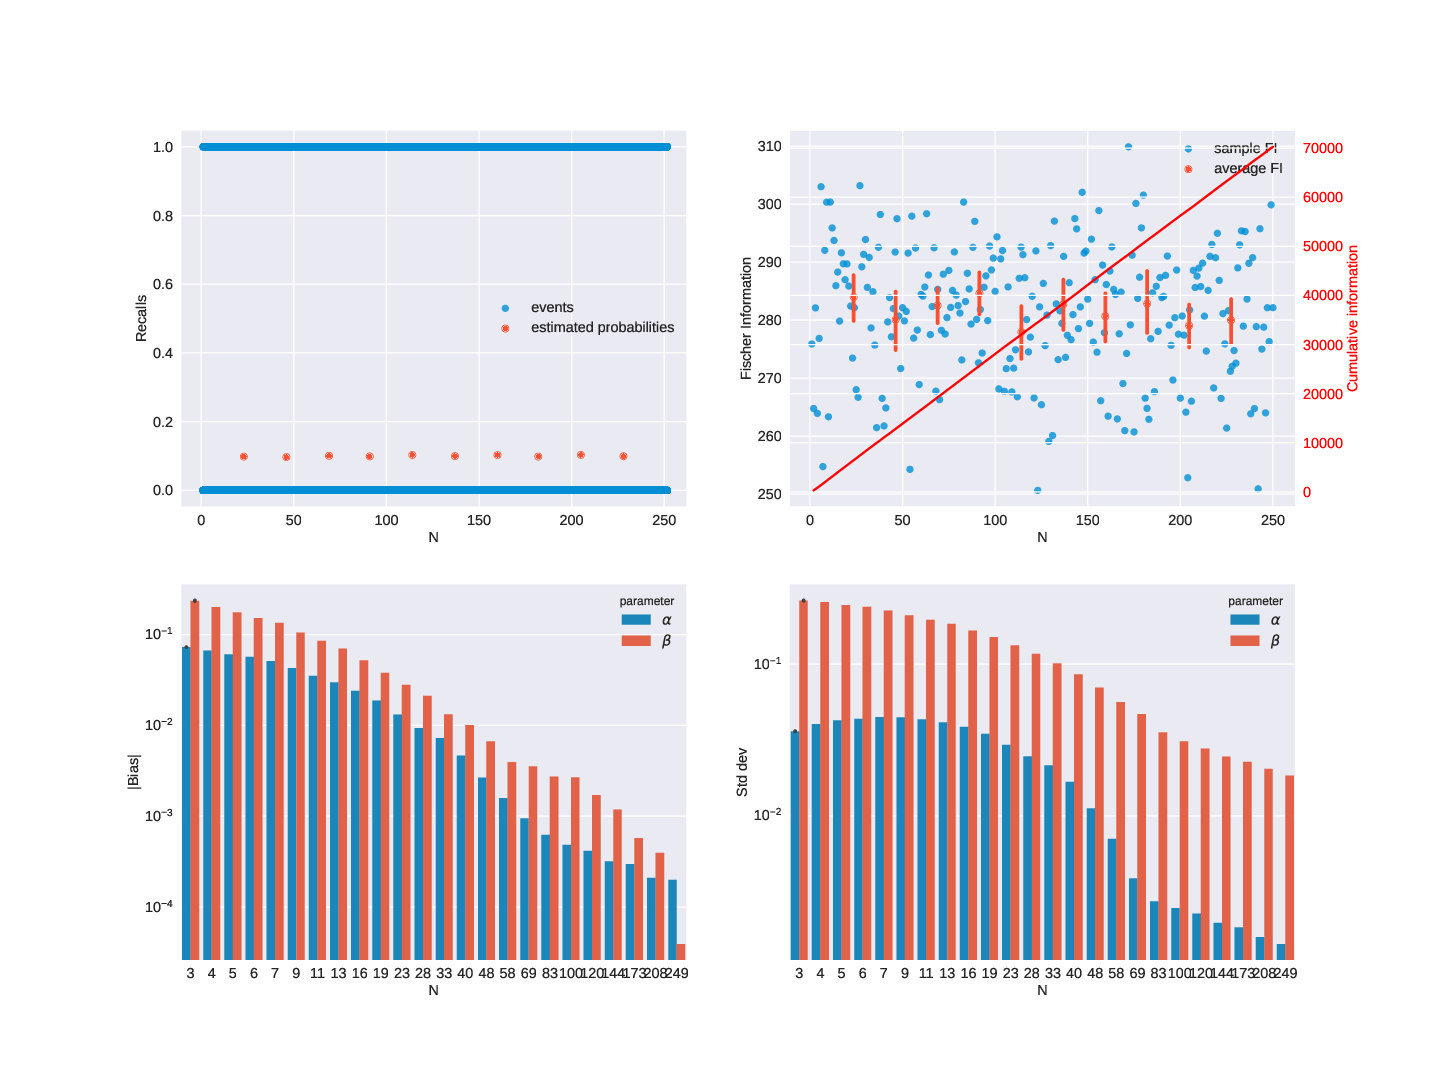 1.0
0.8
0.6
0.4
0.2
0.0
Recalls
events
estimated probabilities
0 50 100 150 200 250
N
310
300
290
280
270
260
250
Fischer Information
sample FI
average FI
70000
60000
50000
40000
30000
20000
10000
0
Cumulative information
0 50 100 150 200 250
N
10⁻¹
10⁻²
10⁻³
10⁻⁴
|Bias|
parameter
α
β
3 4 5 6 7 9 11 13 16 19 23 28 33 40 48 58 69 83 100 120 144 173 208 249
N
10⁻¹
10⁻²
Std dev
parameter
α
β
3 4 5 6 7 9 11 13 16 19 23 28 33 40 48 58 69 83 100 120 144 173 208 249
N